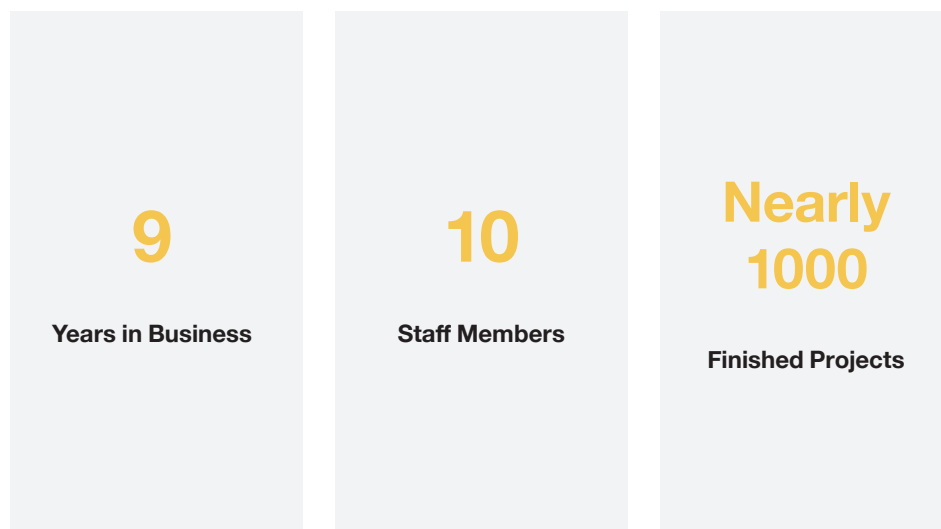 9
Years in Business
10
Staff Members
Nearly
1000
Finished Projects